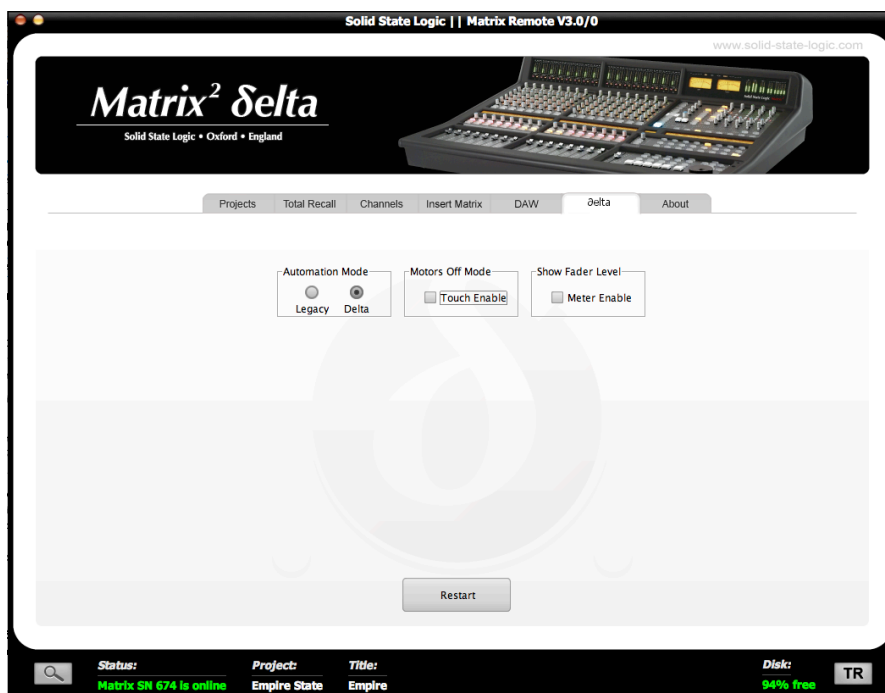 Solid State Logic || Matrix Remote V3.0/0
www.solid-state-logic.com
Matrix² δelta
Solid State Logic • Oxford • England
Projects Total Recall Channels Insert Matrix DAW ∂elta About
Automation Mode Motors Off Mode Show Fader Level
Touch Enable Meter Enable
Legacy Delta
Restart
Status: Project: Title: Disk:
Matrix SN 674 is online Empire State Empire 94% free
TR